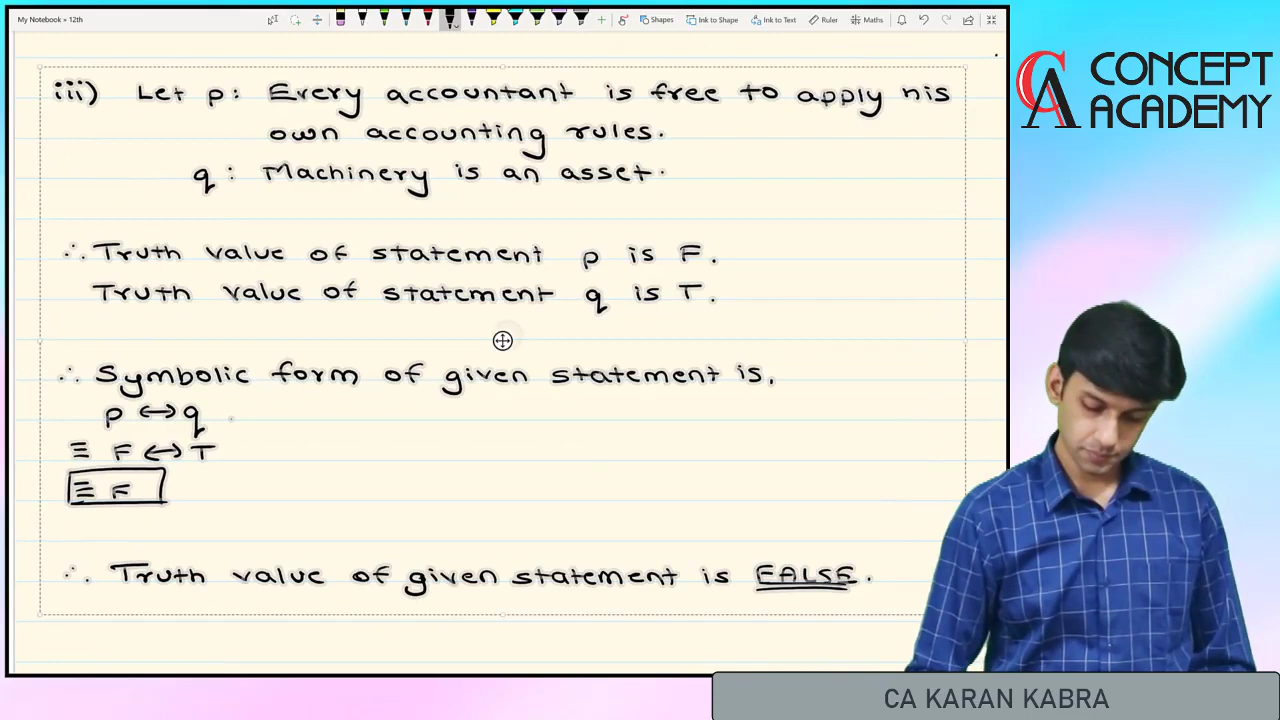 My Notebook > 12th
Shapes
Ink to Shape
Ink to Text
Ruler
Maths
CONCEPT
ACADEMY
iii) Let p: Every accountant is free to apply his
own accounting rules.
q: Machinery is an asset.
∴ Truth value of statement p is F.
Truth value of statement q is T.
∴ Symbolic form of given statement is,
p ↔ q
≡ F ↔ T
≡ F
∴ Truth value of given statement is FALSE.
CA KARAN KABRA